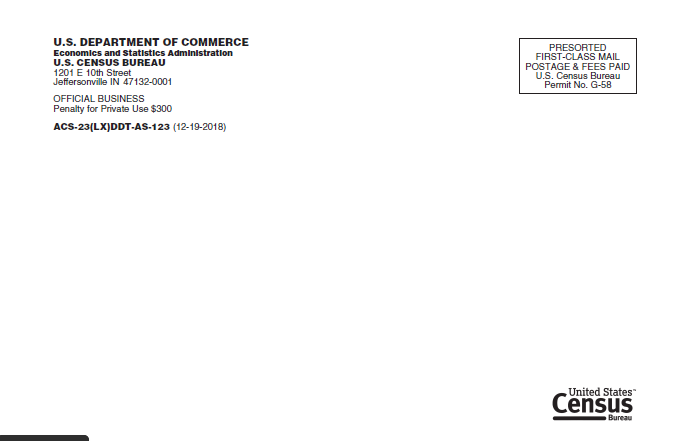 U.S. DEPARTMENT OF COMMERCE
Economics and Statistics Administration
U.S. CENSUS BUREAU
1201 E 10th Street
Jeffersonville IN 47132-0001
OFFICIAL BUSINESS
Penalty for Private Use $300
ACS-23(LX)DDT-AS-123 (12-19-2018)
PRESORTED
FIRST-CLASS MAIL
POSTAGE & FEES PAID
U.S. Census Bureau
Permit No. G-58
United States™
Census
Bureau